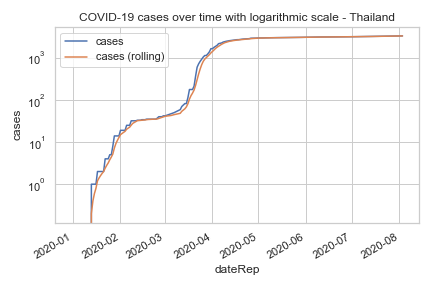 COVID-19 cases over time with logarithmic scale - Thailand
cases
cases (rolling)
10³
10²
10¹
10⁰
cases
2020-01
2020-02
2020-03
2020-04
2020-05
2020-06
2020-07
2020-08
dateRep